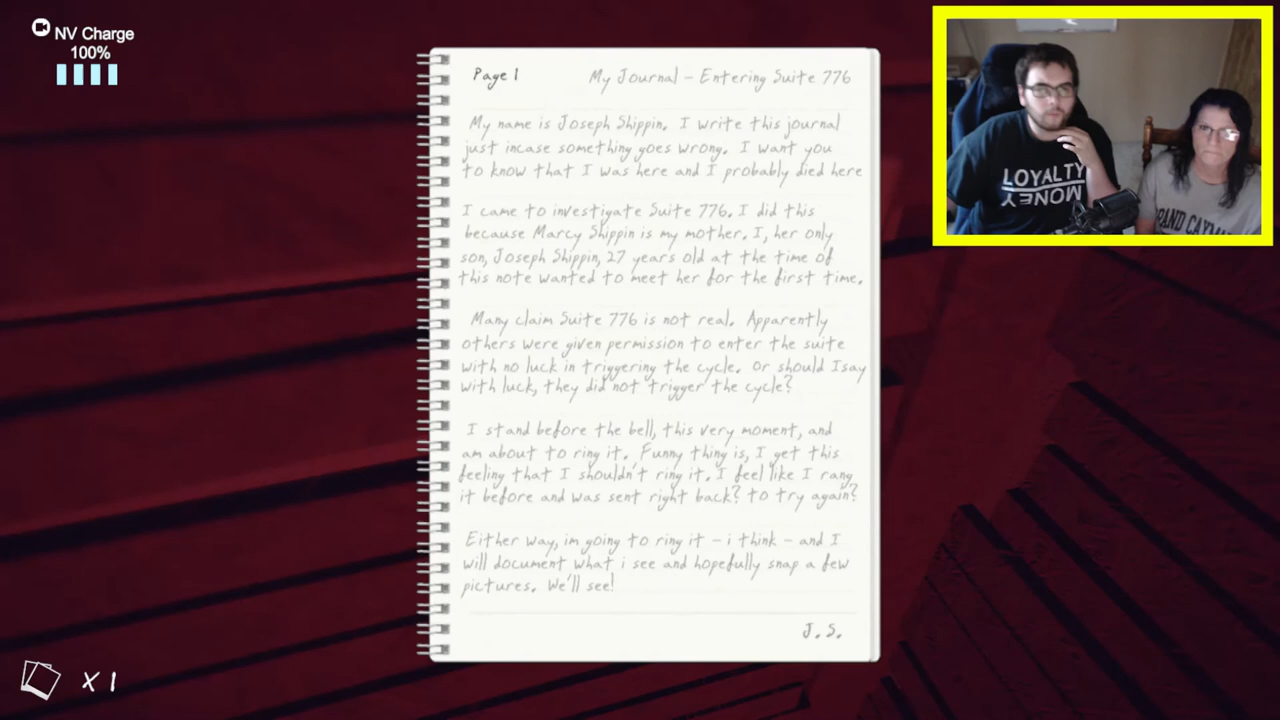 NV Charge
100%
Page 1
My Journal - Entering Suite 776
My name is Joseph Shippin. I write this journal
just incase something goes wrong. I want you
to know that I was here and I probably died here
I came to investigate Suite 776. I did this
because Marcy Shippin is my mother. I, her only
son, Joseph Shippin, 27 years old at the time of
this note wanted to meet her for the first time.
Many claim Suite 776 is not real. Apparently
others were given permission to enter the suite
with no luck in triggering the cycle. Or should I say
with luck, they did not trigger the cycle?
I stand before the bell, this very moment, and
am about to ring it. Funny thing is, I get this
feeling that I shouldn't ring it. I feel like I rang
it before and was sent right back? to try again?
Either way, im going to ring it - i think - and I
will document what i see and hopefully snap a few
pictures. We'll see!
J. S.
X 1
LOYALTY
MONEY
GRAND CAYMAN